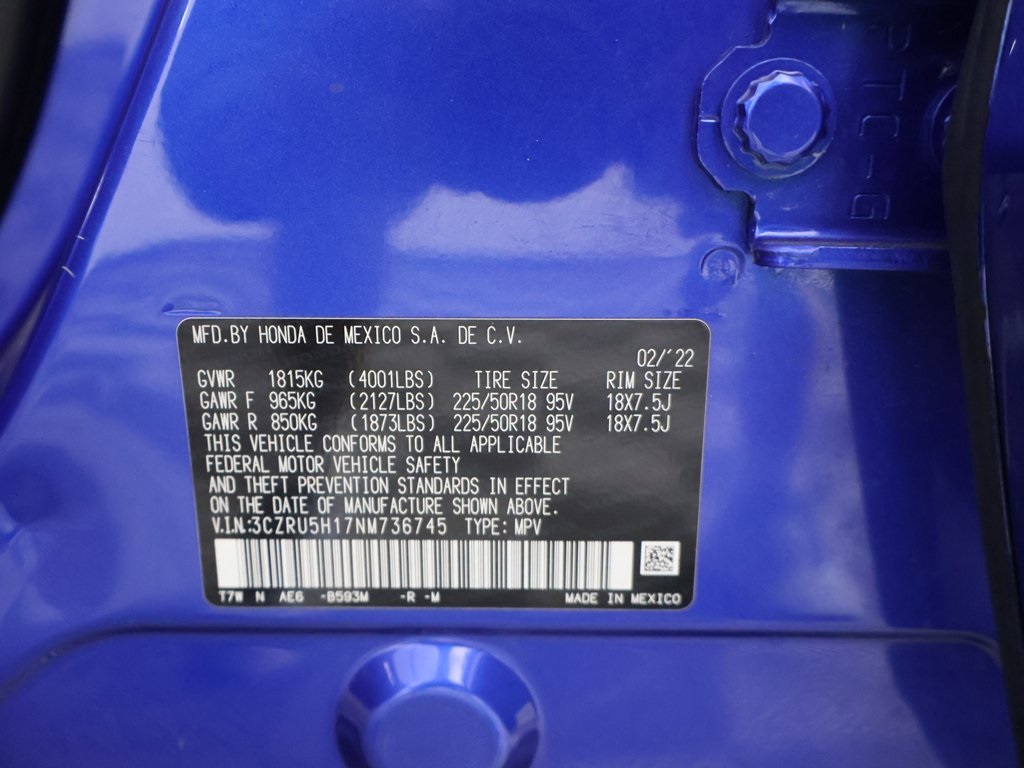 PTC-G
MFD.BY HONDA DE MEXICO S.A. DE C.V.
02/'22
GVWR 1815KG (4001LBS) TIRE SIZE RIM SIZE
GAWR F 965KG (2127LBS) 225/50R18 95V 18X7.5J
GAWR R 850KG (1873LBS) 225/50R18 95V 18X7.5J
THIS VEHICLE CONFORMS TO ALL APPLICABLE
FEDERAL MOTOR VEHICLE SAFETY
AND THEFT PREVENTION STANDARDS IN EFFECT
ON THE DATE OF MANUFACTURE SHOWN ABOVE.
V.I.N:3CZRU5H17NM736745 TYPE: MPV
T7W N AE6 -B593M -R -M MADE IN MEXICO